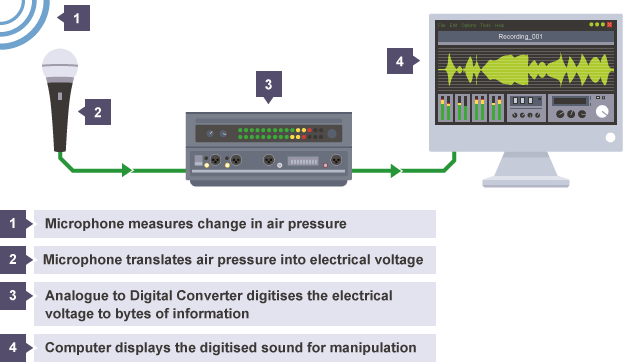 1
File Edit Options Tools Help
Recording_001
4
3
2
1 Microphone measures change in air pressure
2 Microphone translates air pressure into electrical voltage
3 Analogue to Digital Converter digitises the electrical
voltage to bytes of information
4 Computer displays the digitised sound for manipulation